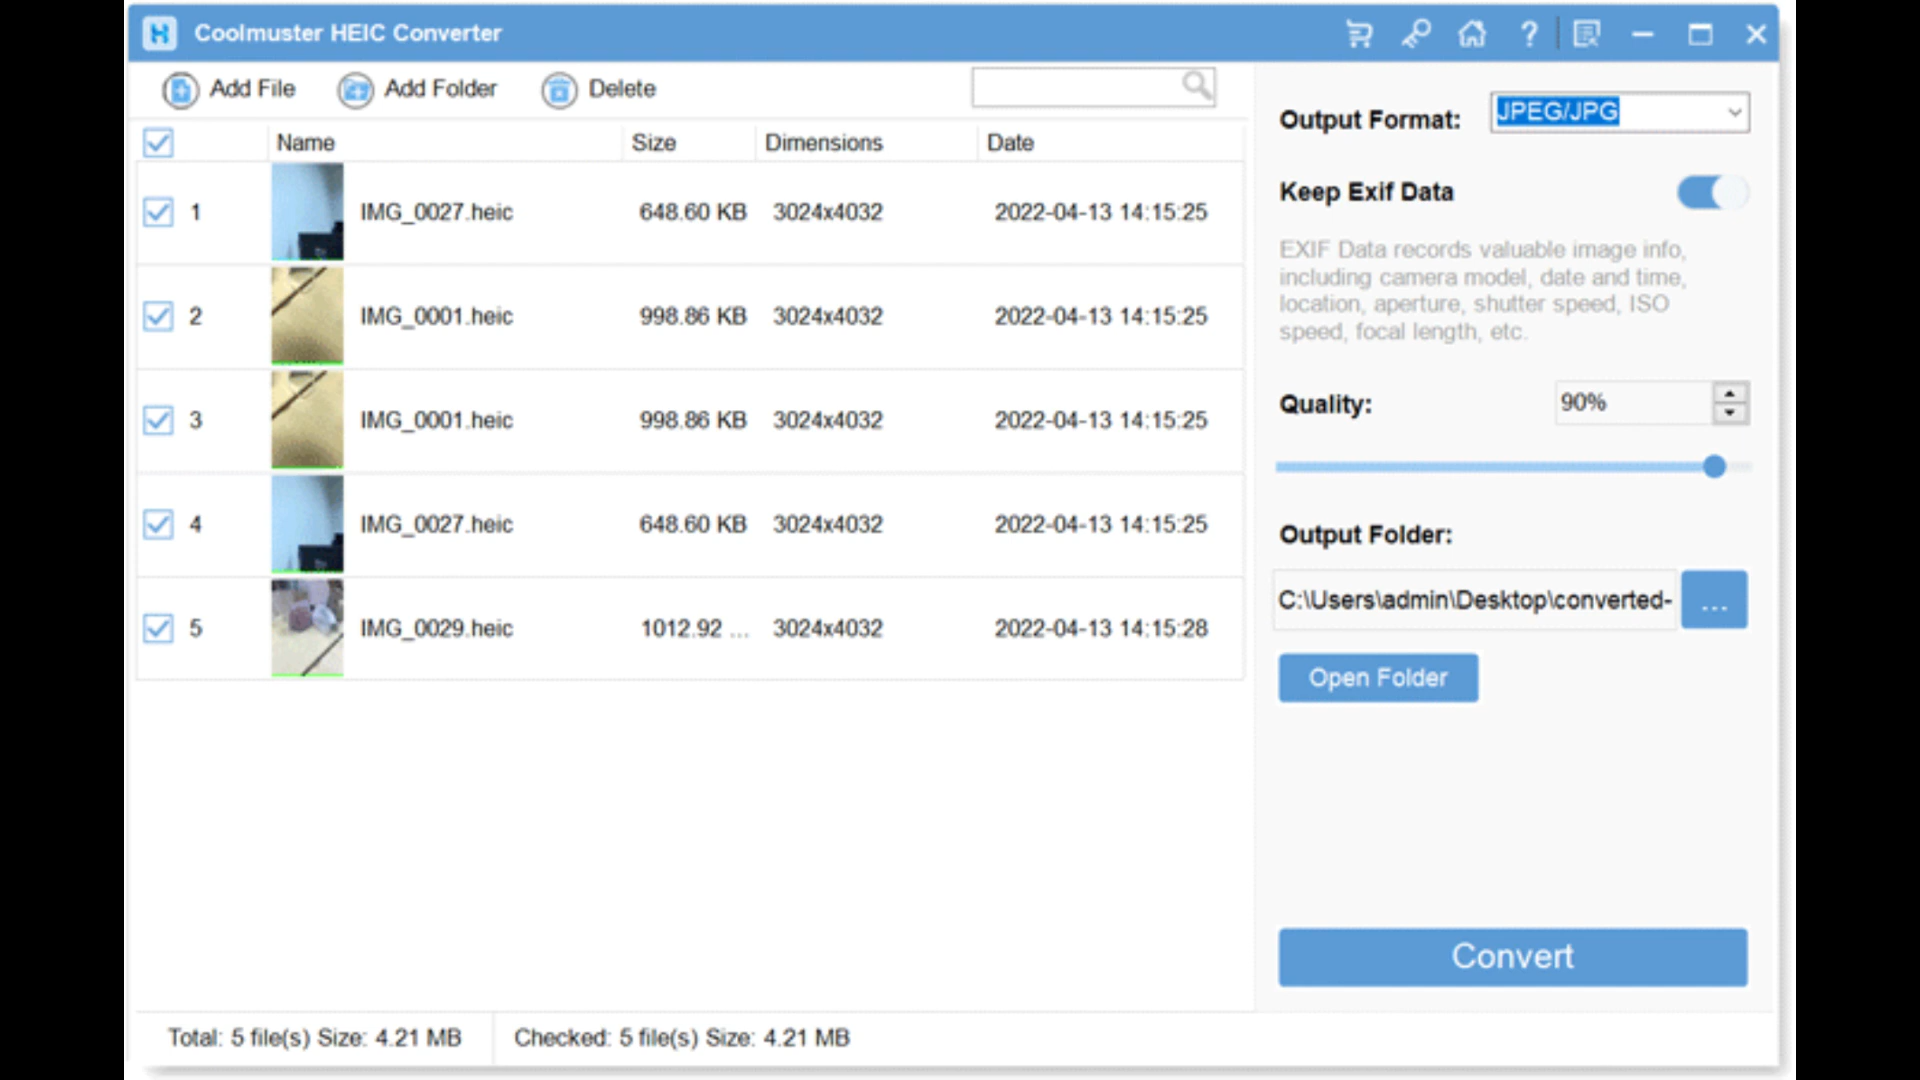 Coolmuster HEIC Converter
Add File Add Folder Delete
Name Size Dimensions Date
1 IMG_0027.heic 648.60 KB 3024x4032 2022-04-13 14:15:25
2 IMG_0001.heic 998.86 KB 3024x4032 2022-04-13 14:15:25
3 IMG_0001.heic 998.86 KB 3024x4032 2022-04-13 14:15:25
4 IMG_0027.heic 648.60 KB 3024x4032 2022-04-13 14:15:25
5 IMG_0029.heic 1012.92 ... 3024x4032 2022-04-13 14:15:28
Output Format: JPEG/JPG
Keep Exif Data
EXIF Data records valuable image info,
including camera model, date and time,
location, aperture, shutter speed, ISO
speed, focal length, etc.
Quality: 90%
Output Folder:
C:\Users\admin\Desktop\converted- ...
Open Folder
Convert
Total: 5 file(s) Size: 4.21 MB Checked: 5 file(s) Size: 4.21 MB